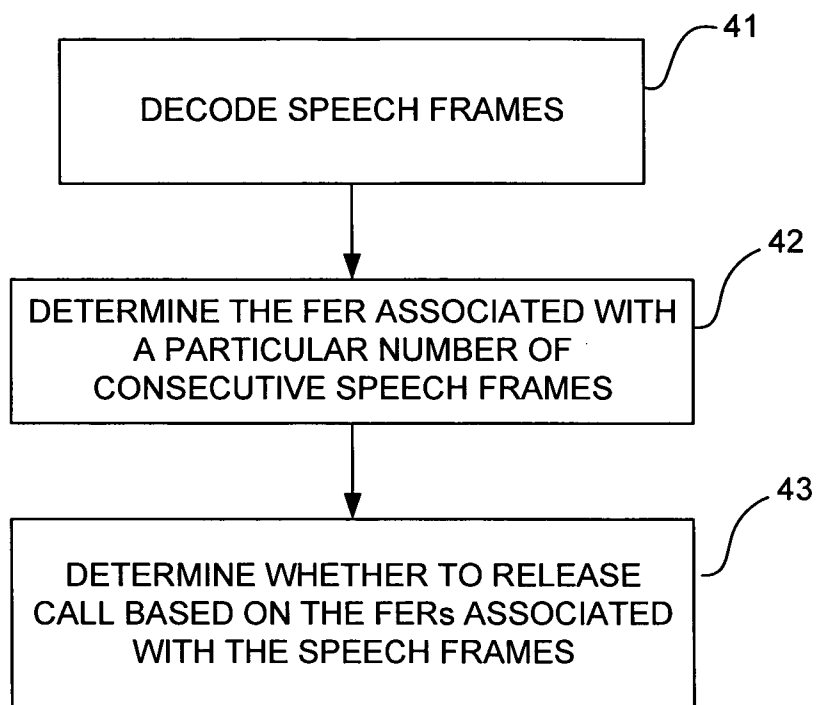 41
DECODE SPEECH FRAMES
42
DETERMINE THE FER ASSOCIATED WITH
A PARTICULAR NUMBER OF
CONSECUTIVE SPEECH FRAMES
43
DETERMINE WHETHER TO RELEASE
CALL BASED ON THE FERs ASSOCIATED
WITH THE SPEECH FRAMES